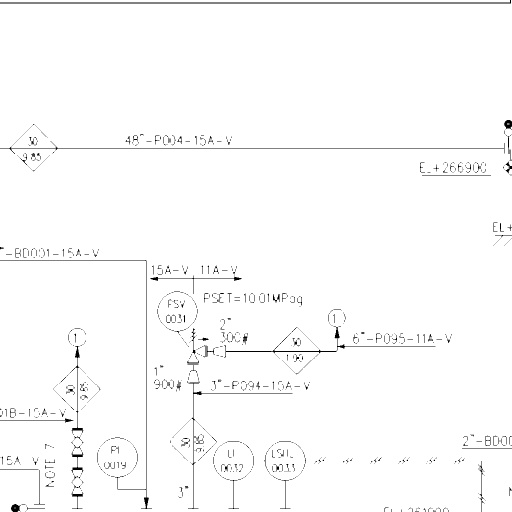 30
9.85
48"-P004-15A-V
EL+266900
EL+
"-BD001-15A-V
15A-V
11A-V
PSV
0031
PSET=10.01MPag
2"
300#
1
30
1.00
6"-P095-11A-V
1
1"
900#
3"-P094-15A-V
30
9.85
01B-15A-V
30
9.85
NOTE 7
PI
0019
LI
0032
LSHL
0033
2"-BD00
15A-V
3"
EL+261900